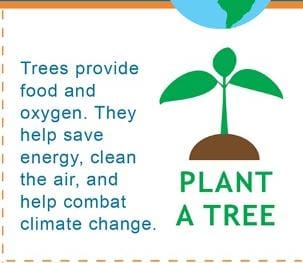 Trees provide
food and
oxygen. They
help save
energy, clean
the air, and
help combat
climate change.
PLANT
A TREE